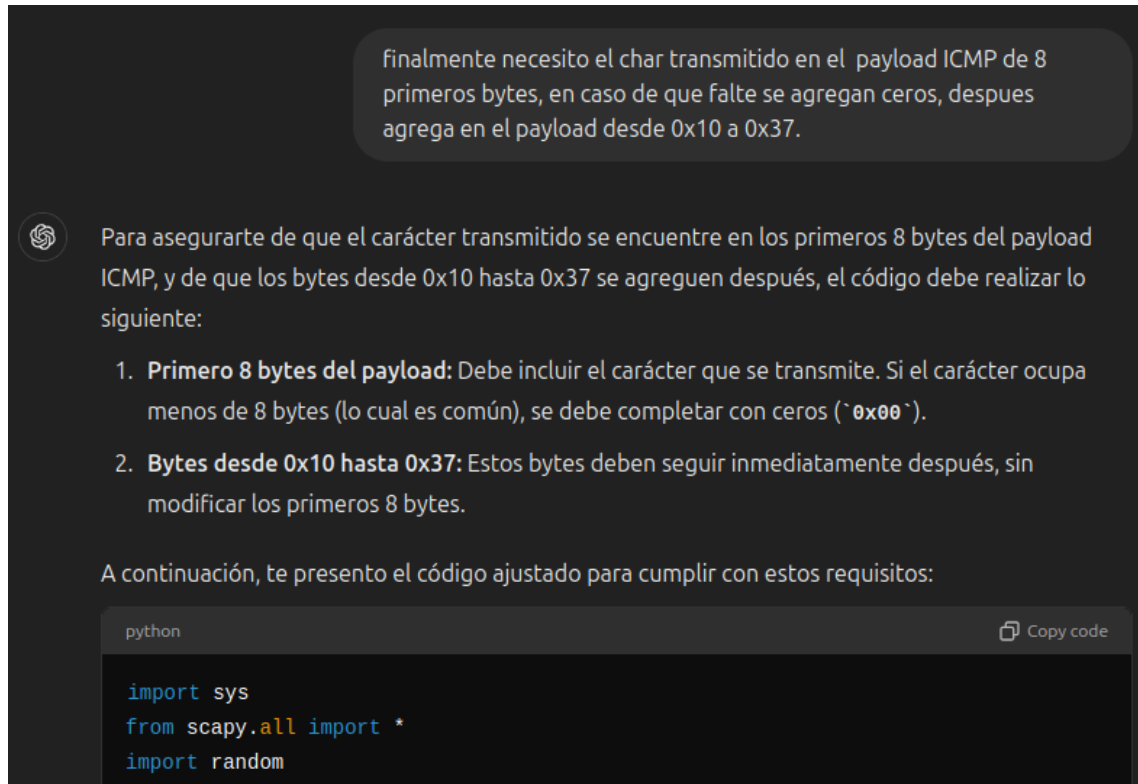 finalmente necesito el char transmitido en el  payload ICMP de 8
primeros bytes, en caso de que falte se agregan ceros, despues
agrega en el payload desde 0x10 a 0x37.
Para asegurarte de que el carácter transmitido se encuentre en los primeros 8 bytes del payload
ICMP, y de que los bytes desde 0x10 hasta 0x37 se agreguen después, el código debe realizar lo
siguiente:
1. Primero 8 bytes del payload: Debe incluir el carácter que se transmite. Si el carácter ocupa
menos de 8 bytes (lo cual es común), se debe completar con ceros (`0x00`).
2. Bytes desde 0x10 hasta 0x37: Estos bytes deben seguir inmediatamente después, sin
modificar los primeros 8 bytes.
A continuación, te presento el código ajustado para cumplir con estos requisitos:
python Copy code
import sys
from scapy.all import *
import random